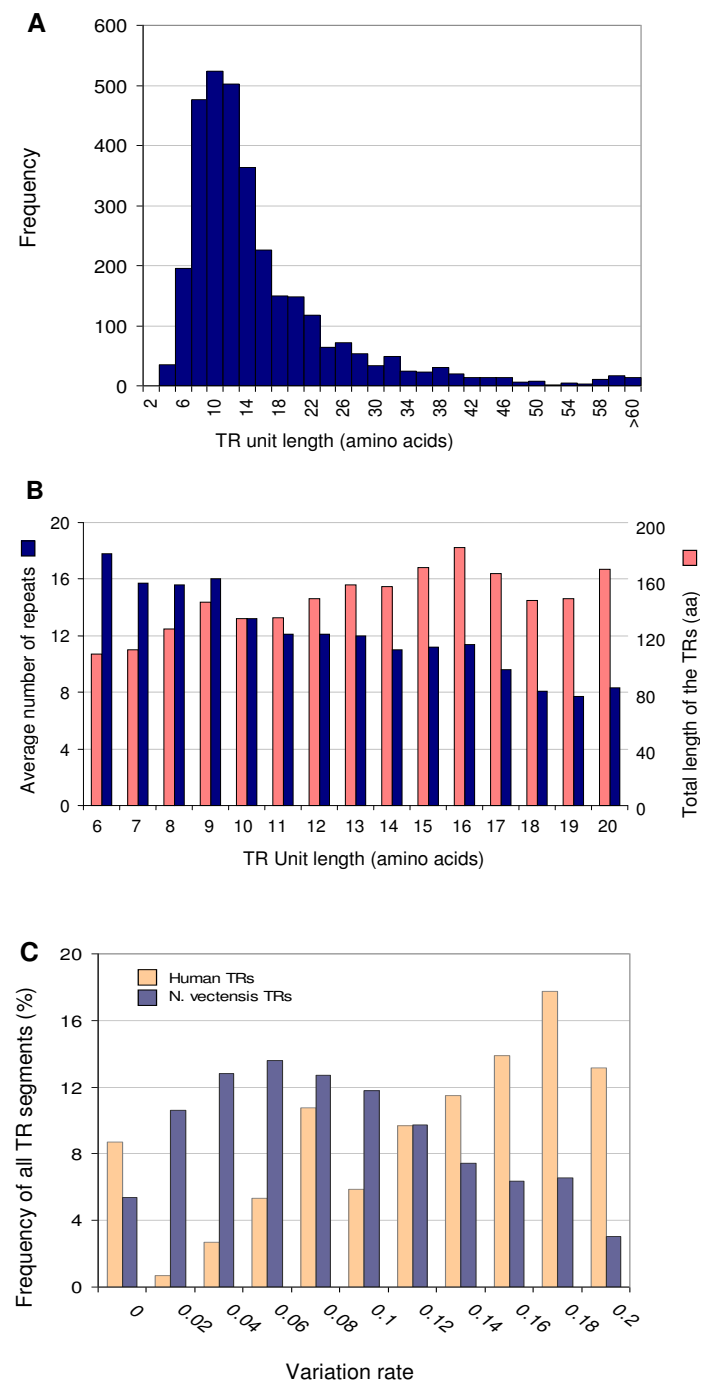 A
600
500
400
300
200
100
0
Frequency
2 6 10 14 18 22 26 30 34 38 42 46 50 54 58 >60
TR unit length (amino acids)
B
20
16
12
8
4
0
Average number of repeats
200
160
120
80
40
0
Total length of the TRs (aa)
6 7 8 9 10 11 12 13 14 15 16 17 18 19 20
TR Unit length (amino acids)
C
20
16
12
8
4
0
Frequency of all TR segments (%)
Human TRs
N. vectensis TRs
0 0.02 0.04 0.06 0.08 0.1 0.12 0.14 0.16 0.18 0.2
Variation rate